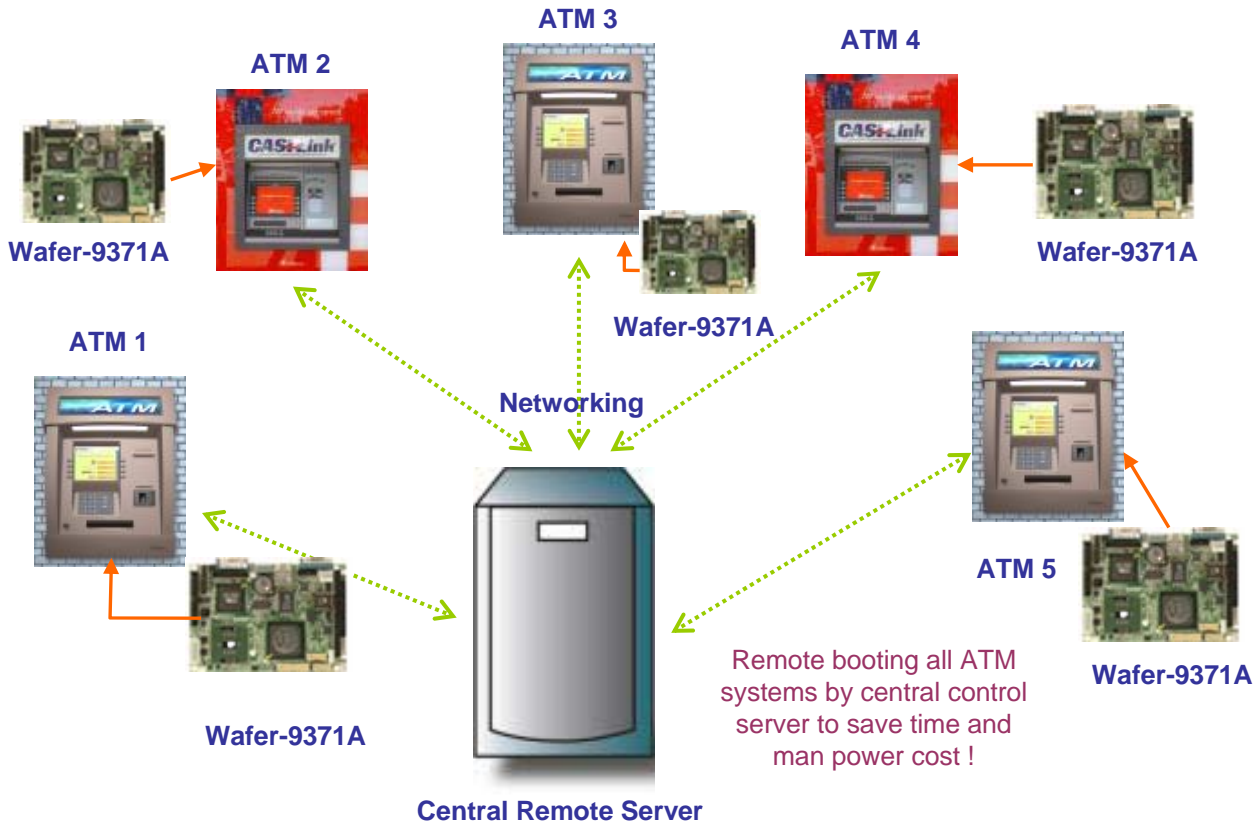 ATM 3
ATM 2
ATM 4
ATM
CASHLink
CASHLink
Wafer-9371A
Wafer-9371A
Wafer-9371A
ATM 1
ATM
Networking
ATM
ATM 5
Remote booting all ATM
systems by central control
server to save time and
man power cost !
Wafer-9371A
Wafer-9371A
Central Remote Server